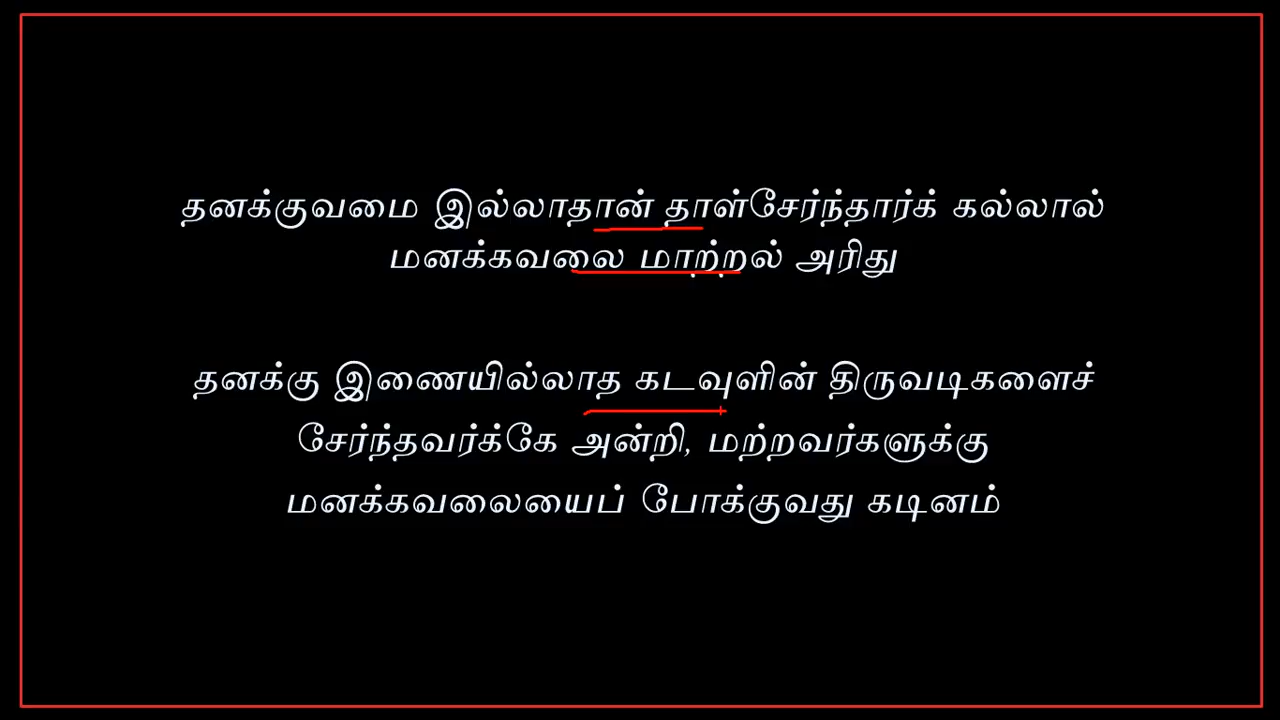 தனக்குவமை இல்லாதான் தாள்சேர்ந்தார்க் கல்லால்
மனக்கவலை மாற்றல் அரிது
தனக்கு இணையில்லாத கடவுளின் திருவடிகளைச்
சேர்ந்தவர்க்கே அன்றி, மற்றவர்களுக்கு
மனக்கவலையைப் போக்குவது கடினம்